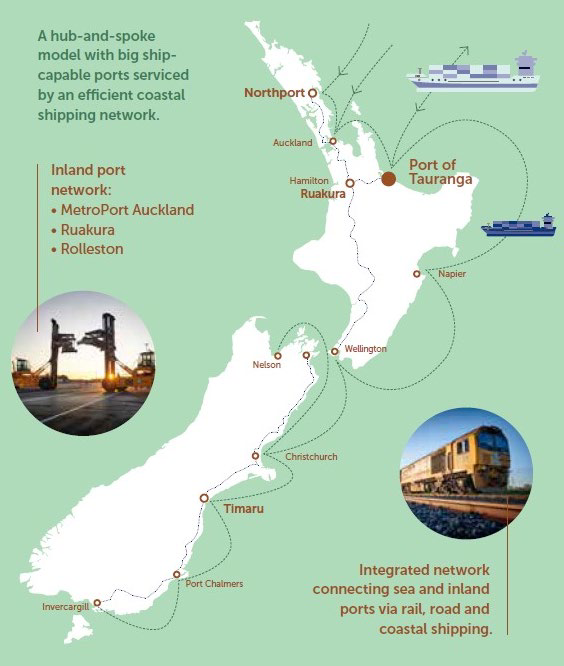 A hub-and-spoke
model with big ship-
capable ports serviced
by an efficient coastal
shipping network.
Northport
Auckland
Port of
Tauranga
Hamilton
Ruakura
Inland port
network:
• MetroPort Auckland
• Ruakura
• Rolleston
Napier
Wellington
Nelson
Christchurch
Timaru
Port Chalmers
Invercargill
Integrated network
connecting sea and inland
ports via rail, road and
coastal shipping.